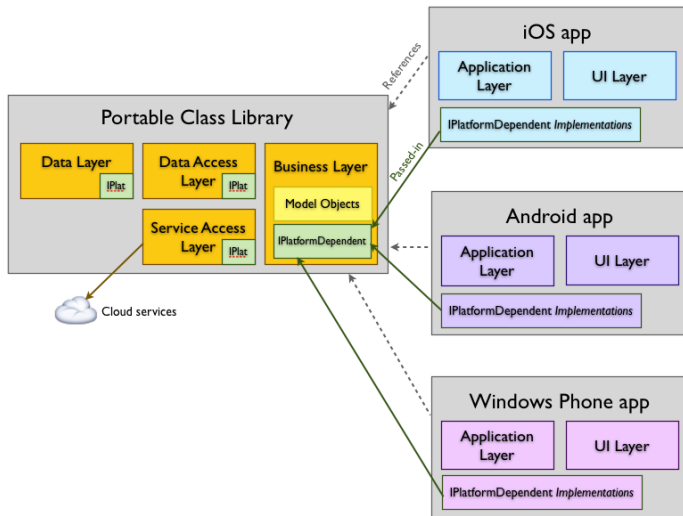 iOS app
Application
Layer
UI Layer
IPlatformDependent Implementations
References
Passed-in
Portable Class Library
Data Layer
IPlat
Data Access
Layer
IPlat
Business Layer
Model Objects
IPlatformDependent
Service Access
Layer
IPlat
Cloud services
Android app
Application
Layer
UI Layer
IPlatformDependent Implementations
Windows Phone app
Application
Layer
UI Layer
IPlatformDependent Implementations